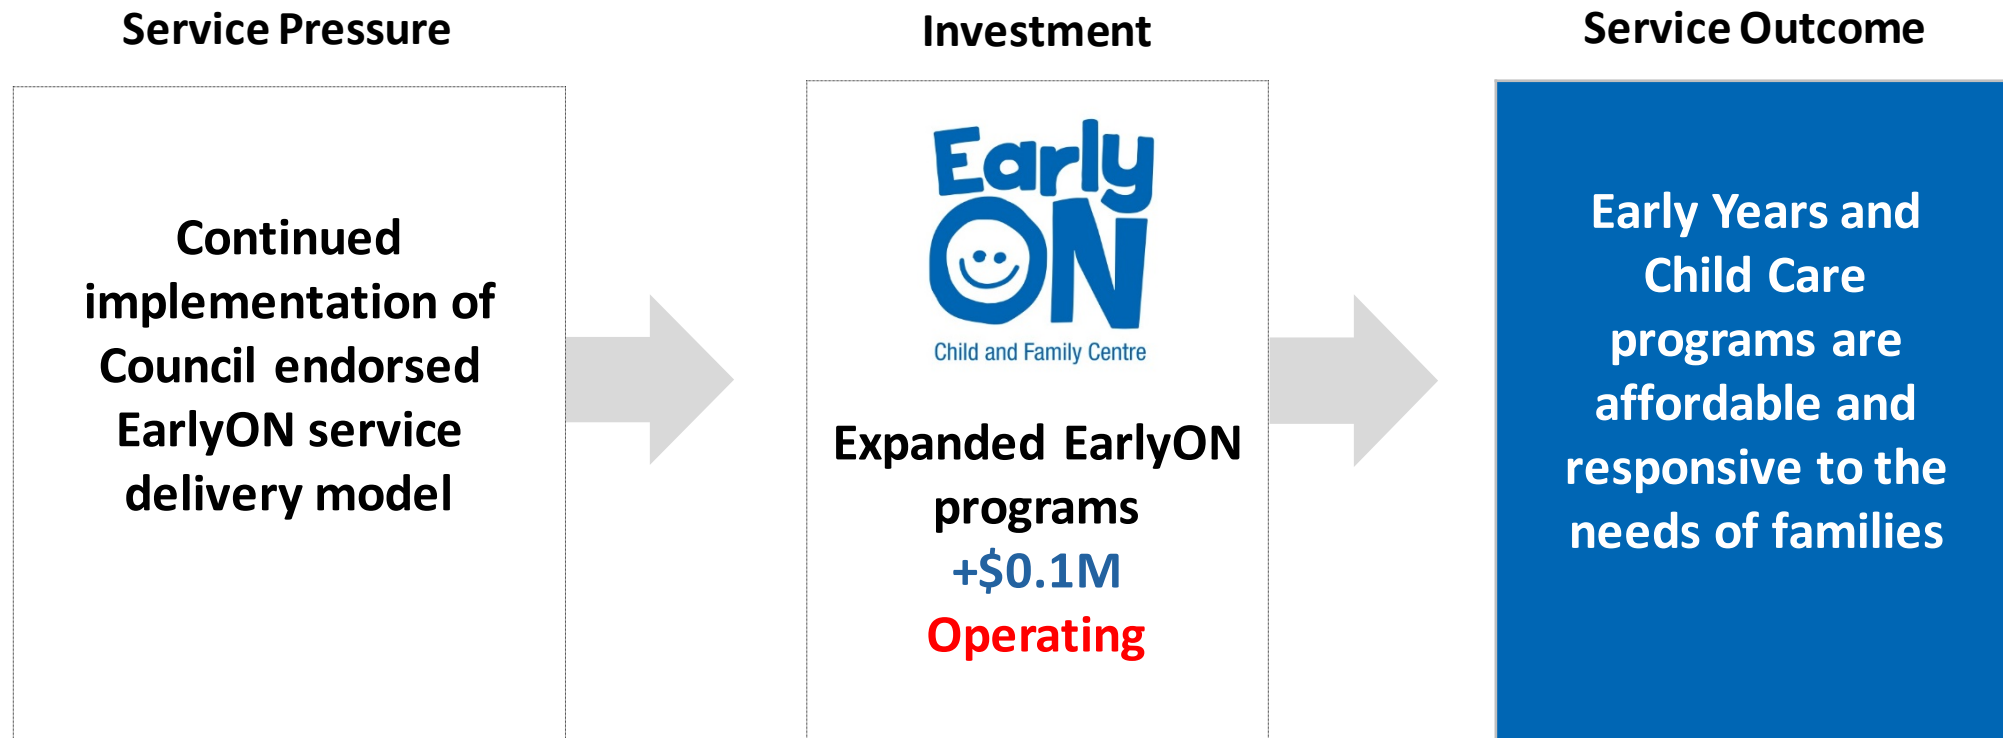 Service Pressure
Continued
implementation of
Council endorsed
EarlyON service
delivery model
Investment
Early
ON
Child and Family Centre
Expanded EarlyON
programs
+$0.1M
Operating
Service Outcome
Early Years and
Child Care
programs are
affordable and
responsive to the
needs of families